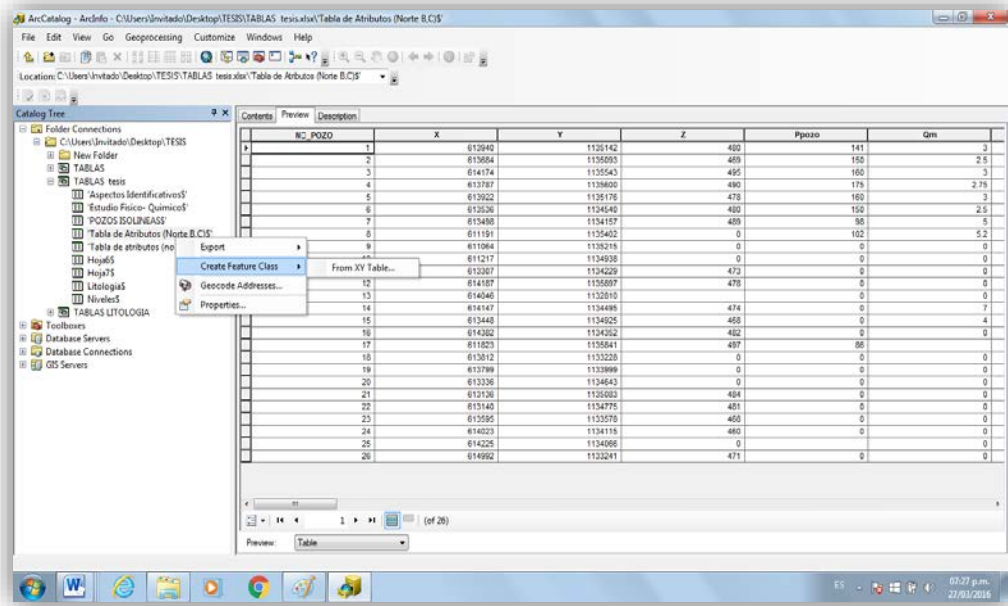 ArcCatalog - ArcInfo - C:\Users\Invitado\Desktop\TESIS\TABLAS tesis.xlsx\'Tabla de Atributos (Norte B,C)$'
File Edit View Go Geoprocessing Customize Windows Help
Location: C:\Users\Invitado\Desktop\TESIS\TABLAS tesis.xlsx\'Tabla de Atributos (Norte B,C)$'
Catalog Tree
Contents Preview Description
Folder Connections
C:\Users\Invitado\Desktop\TESIS
New Folder
TABLAS
TABLAS tesis
'Aspectos Identificativos$'
'Estudio Fisico- Quimico$'
'POZOS ISOLINEAS$'
'Tabla de Atributos (Norte B,C)$'
'Tabla de atributos (no
Hoja6$
Hoja7$
Litologia$
Niveles$
TABLAS LITOLOGIA
Toolboxes
Database Servers
Database Connections
GIS Servers
Export
Create Feature Class
From XY Table...
Geocode Addresses...
Properties...
NO_POZO X Y Z Ppozo Qm
1 613940 1135142 480 141 3
2 613684 1135093 469 150 2.5
3 614174 1135543 495 160 3
4 613787 1135600 490 175 2.75
5 613922 1135176 478 160 3
6 613536 1134540 480 150 2.5
7 613498 1134157 489 98 5
8 611191 1135402 0 102 5.2
9 611064 1135215 0 0 0
611217 1134938 0 0 0
613307 1134229 473 0 0
12 614187 1135897 478 0 8
13 614046 1132810 0 0
14 614147 1134495 474 0 7
15 613448 1134925 468 0 4
16 614382 1134352 482 0 0
17 611823 1135841 497 86
18 613812 1133228 0 0 0
19 613799 1133999 0 0 0
20 613336 1134643 0 0 0
21 613136 1135083 484 0 0
22 613140 1134775 481 0 0
23 613595 1133578 468 0 0
24 614023 1134115 460 0 0
25 614225 1134066 0 0
26 614992 1133241 471 0 0
1 (of 26)
Preview: Table
ES
07:27 p.m.
27/03/2016